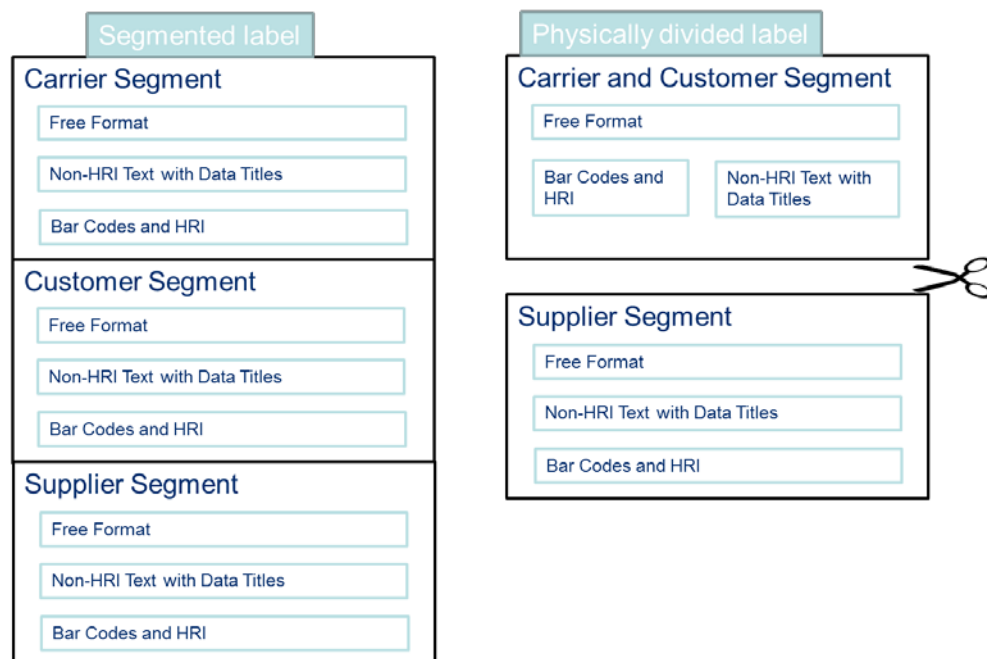 Segmented label
Carrier Segment
Free Format
Non-HRI Text with Data Titles
Bar Codes and HRI
Customer Segment
Free Format
Non-HRI Text with Data Titles
Bar Codes and HRI
Supplier Segment
Free Format
Non-HRI Text with Data Titles
Bar Codes and HRI
Physically divided label
Carrier and Customer Segment
Free Format
Bar Codes and
HRI
Non-HRI Text with
Data Titles
Supplier Segment
Free Format
Non-HRI Text with Data Titles
Bar Codes and HRI